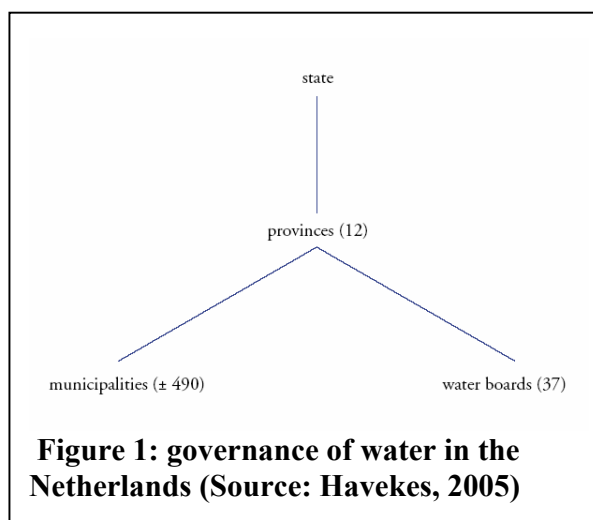 state
provinces (12)
municipalities (± 490) water boards (37)
Figure 1: governance of water in the
Netherlands (Source: Havekes, 2005)